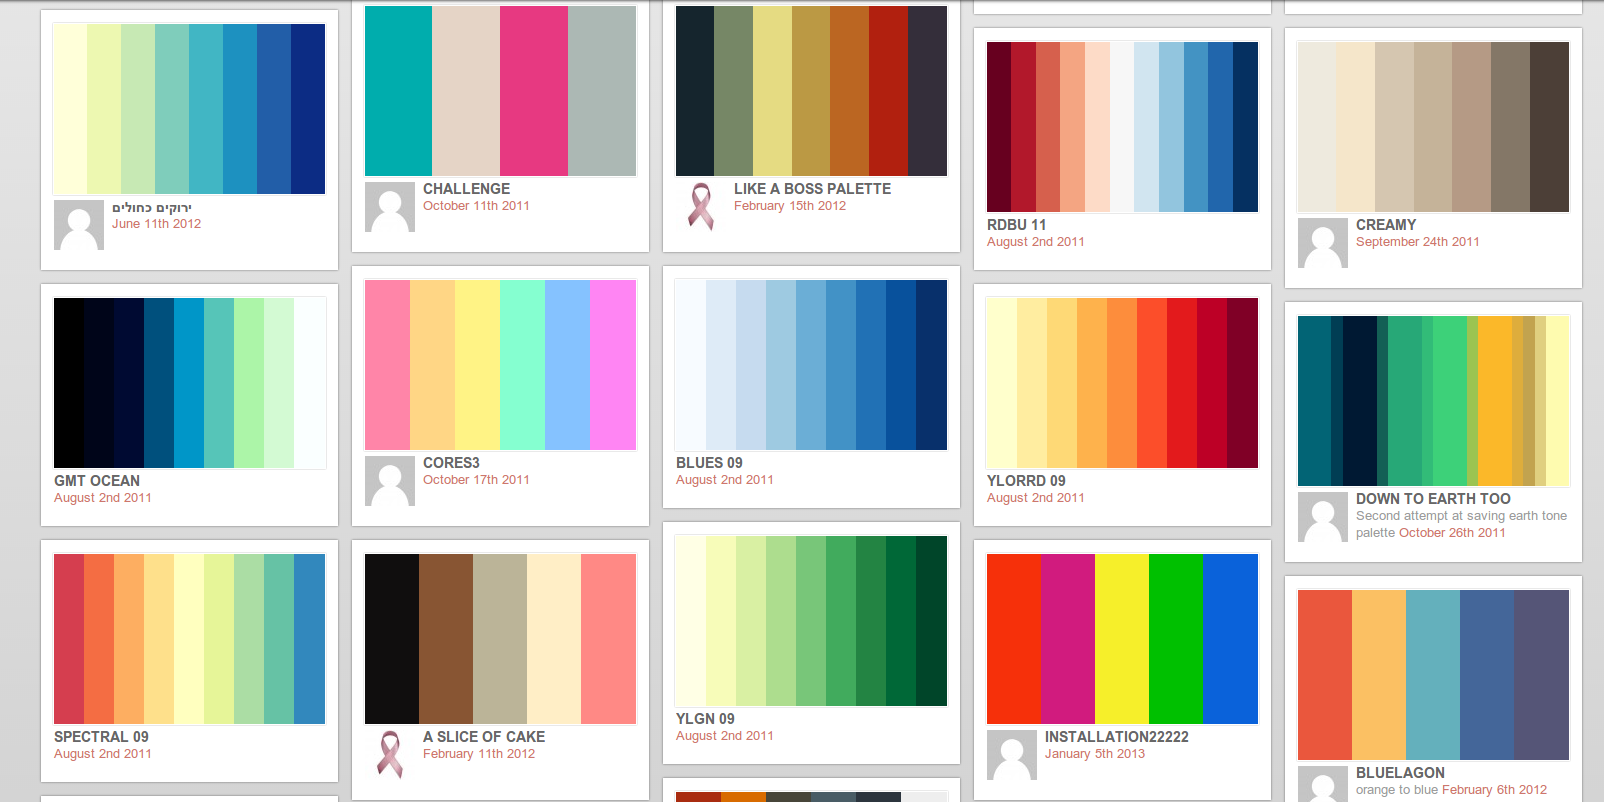 ירוקים כחולים
June 11th 2012
GMT OCEAN
August 2nd 2011
SPECTRAL 09
August 2nd 2011
CHALLENGE
October 11th 2011
CORES3
October 17th 2011
A SLICE OF CAKE
February 11th 2012
LIKE A BOSS PALETTE
February 15th 2012
BLUES 09
August 2nd 2011
YLGN 09
August 2nd 2011
RDBU 11
August 2nd 2011
YLORRD 09
August 2nd 2011
INSTALLATION22222
January 5th 2013
CREAMY
September 24th 2011
DOWN TO EARTH TOO
Second attempt at saving earth tone
palette October 26th 2011
BLUELAGON
orange to blue February 6th 2012